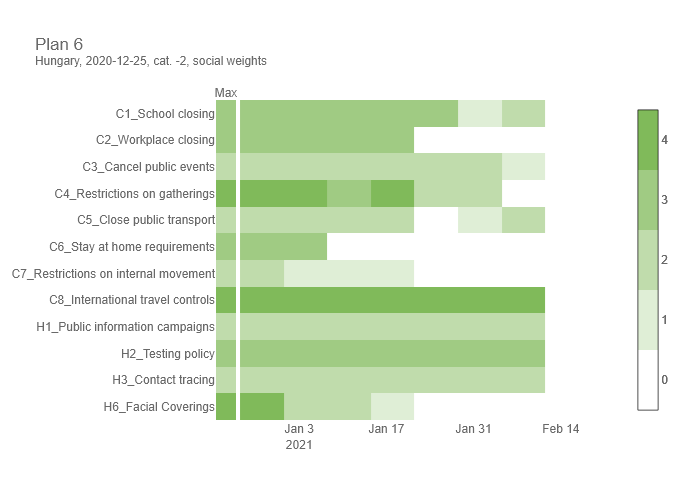 Plan 6
Hungary, 2020-12-25, cat. -2, social weights
Max
C1_School closing
C2_Workplace closing
C3_Cancel public events
C4_Restrictions on gatherings
C5_Close public transport
C6_Stay at home requirements
C7_Restrictions on internal movement
C8_International travel controls
H1_Public information campaigns
H2_Testing policy
H3_Contact tracing
H6_Facial Coverings
Jan 3 Jan 17 Jan 31 Feb 14
2021
4
3
2
1
0